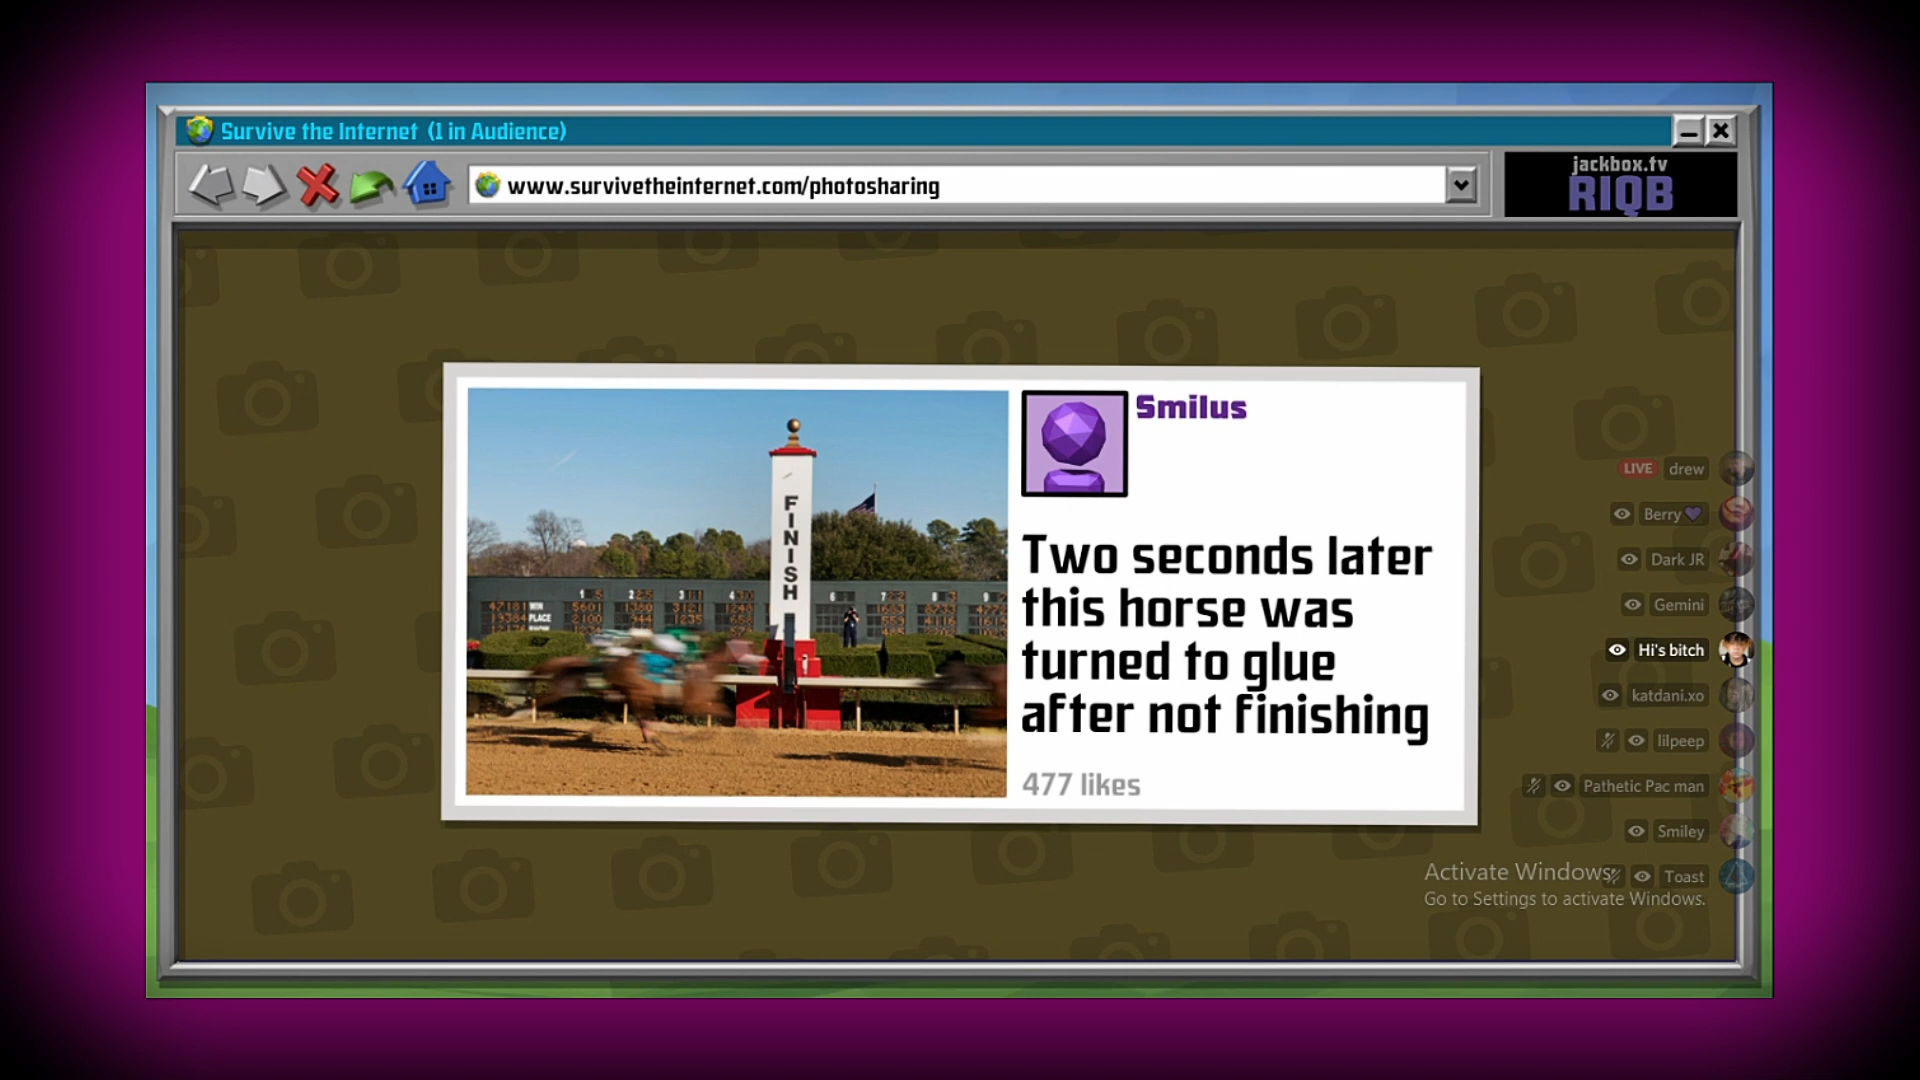 Survive the Internet (1 in Audience)
www.survivetheinternet.com/photosharing
jackbox.tv
RIQB
FINISH
WIN
PLACE
Smilus
Two seconds later
this horse was
turned to glue
after not finishing
477 likes
LIVE drew
Berry
Dark JR
Gemini
Hi's bitch
katdani.xo
lilpeep
Pathetic Pac man
Smiley
Toast
Activate Windows
Go to Settings to activate Windows.